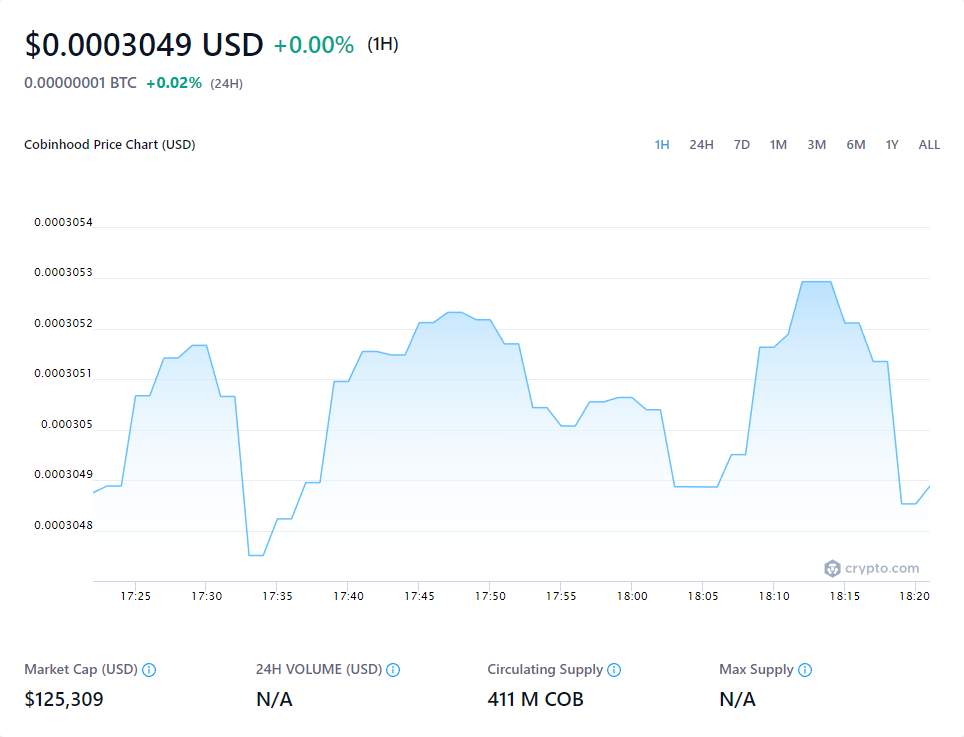 $0.0003049 USD +0.00% (1H)
0.00000001 BTC +0.02% (24H)
Cobinhood Price Chart (USD) 1H 24H 7D 1M 3M 6M 1Y ALL
0.0003054
0.0003053
0.0003052
0.0003051
0.000305
0.0003049
0.0003048
crypto.com
17:25 17:30 17:35 17:40 17:45 17:50 17:55 18:00 18:05 18:10 18:15 18:20
Market Cap (USD) 24H VOLUME (USD) Circulating Supply Max Supply
$125,309 N/A 411 M COB N/A